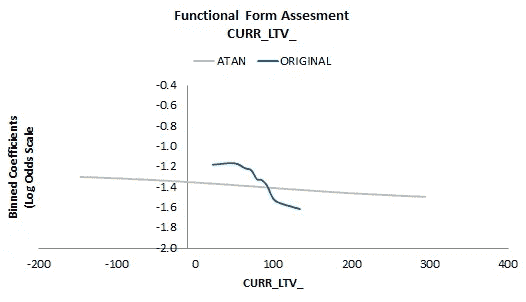 Functional Form Assesment
CURR_LTV_
ATAN
ORIGINAL
Binned Coefficients
(Log Odds Scale
-0.4
-0.6
-0.8
-1.0
-1.2
-1.4
-1.6
-1.8
-2.0
-200 -100 0 100 200 300 400
CURR_LTV_